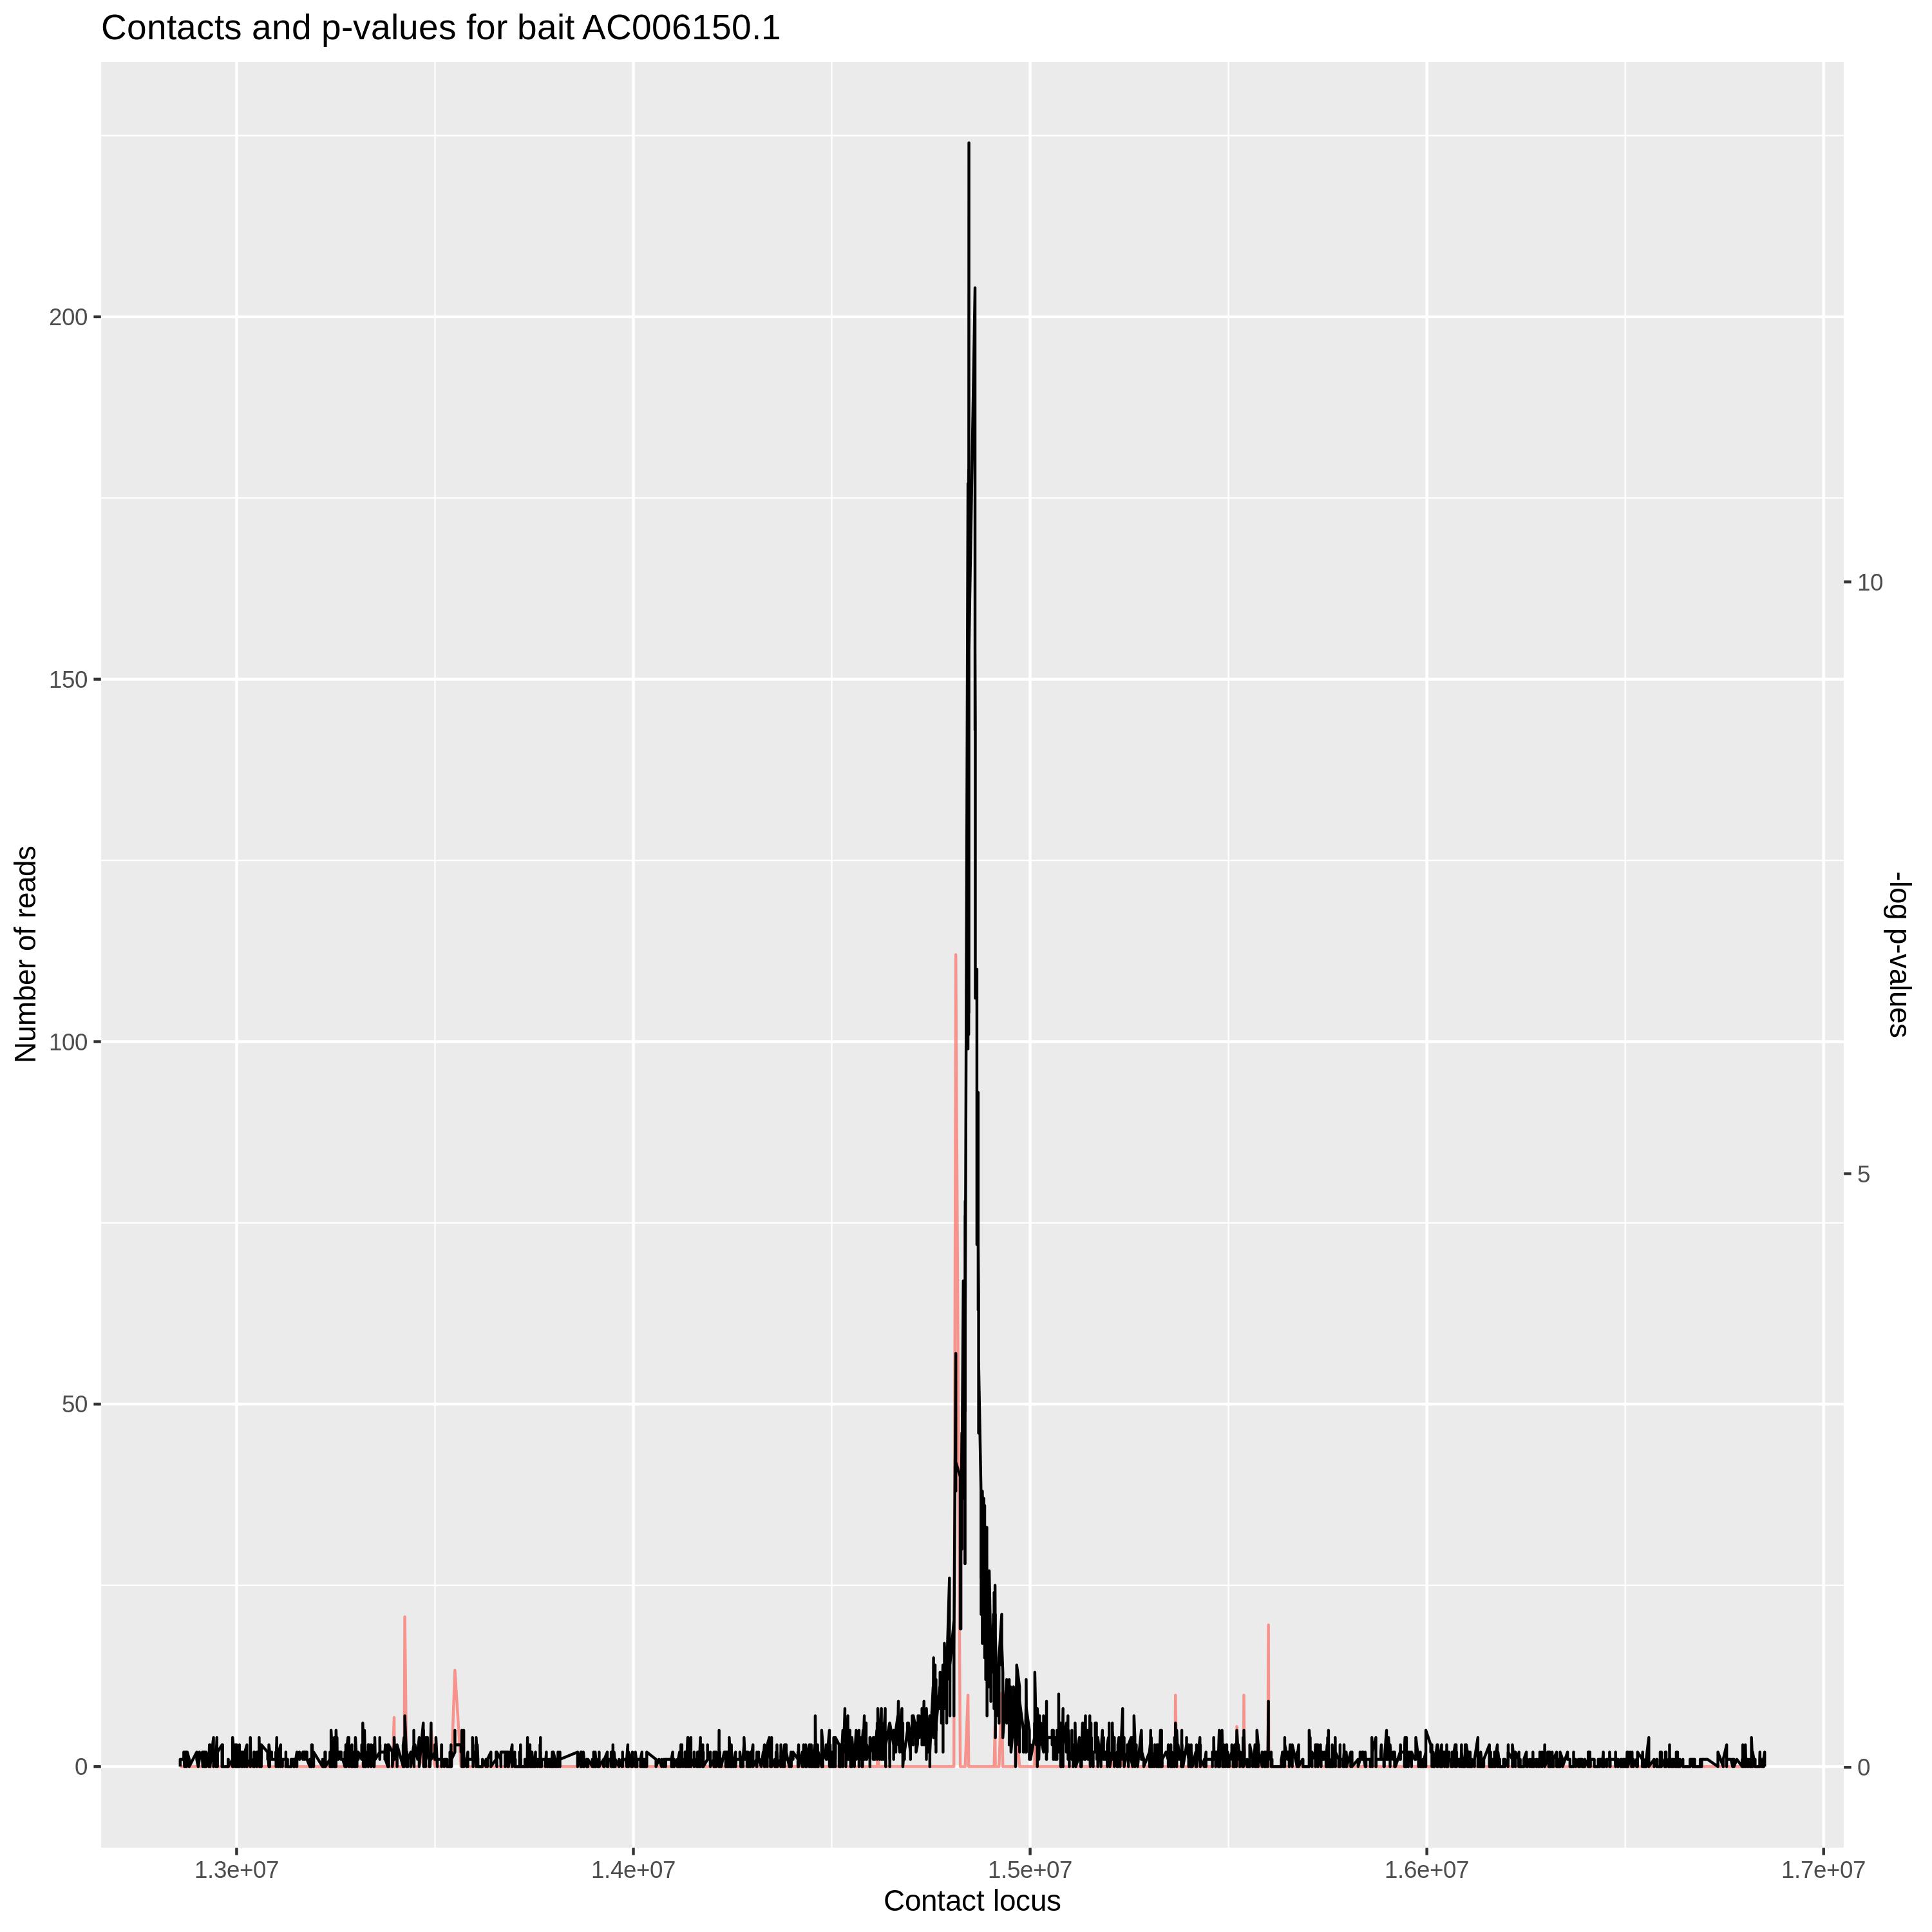 Contacts and p-values for bait AC006150.1
Number of reads
200
150
100
50
0
10
5
0
-log p-values
1.3e+07
1.4e+07
1.5e+07
1.6e+07
1.7e+07
Contact locus